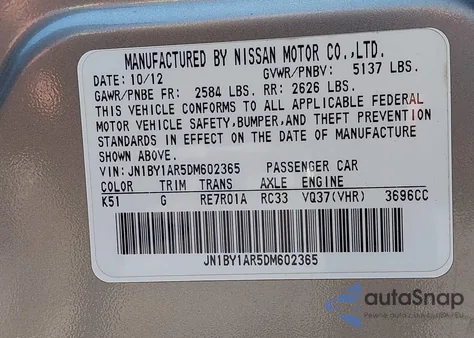 MANUFACTURED BY NISSAN MOTOR CO.,LTD.
DATE: 10/12 GVWR/PNBV: 5137 LBS.
GAWR/PNBE FR: 2584 LBS. RR: 2626 LBS.
THIS VEHICLE CONFORMS TO ALL APPLICABLE FEDERAL
MOTOR VEHICLE SAFETY,BUMPER,AND THEFT PREVENTION
STANDARDS IN EFFECT ON THE DATE OF MANUFACTURE
SHOWN ABOVE.
VIN: JN1BY1AR5DM602365 PASSENGER CAR
COLOR TRIM TRANS AXLE ENGINE
K51 G RE7R01A RC33 VQ37(VHR) 3696CC
JN1BY1AR5DM602365
autoSnap